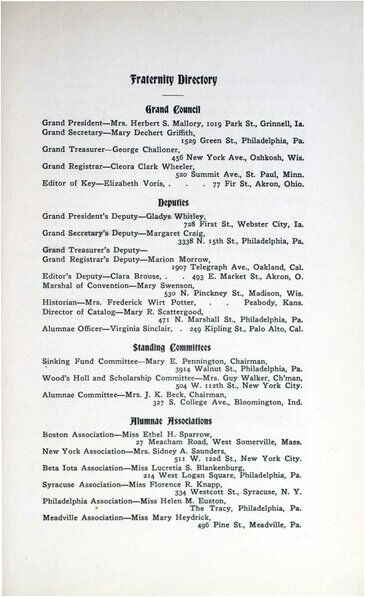 Fraternity Directory
Grand Council
Grand President—Mrs. Herbert S. Mallory, 1019 Park St., Grinnell, Ia.
Grand Secretary—Mary Dechert Griffith,
1529 Green St., Philadelphia, Pa.
Grand Treasurer—George Challoner,
456 New York Ave., Oshkosh, Wis.
Grand Registrar—Cleora Clark Wheeler,
520 Summit Ave., St. Paul, Minn.
Editor of Key—Elizabeth Voris, . . . 77 Fir St., Akron, Ohio.
Deputies
Grand President's Deputy—Gladys Whitley,
728 First St., Webster City, Ia.
Grand Secretary's Deputy—Margaret Craig,
3338 N. 15th St., Philadelphia, Pa.
Grand Treasurer's Deputy—
Grand Registrar's Deputy—Marion Morrow,
1907 Telegraph Ave., Oakland, Cal.
Editor's Deputy—Clara Brouse, . 493 E. Market St., Akron, O.
Marshal of Convention—Mary Swenson,
530 N. Pinckney St., Madison, Wis.
Historian—Mrs. Frederick Wirt Potter, . . Peabody, Kans.
Director of Catalog—Mary R. Scattergood,
471 N. Marshall St., Philadelphia, Pa.
Alumnae Officer—Virginia Sinclair, . 249 Kipling St., Palo Alto, Cal.
Standing Committees
Sinking Fund Committee—Mary E. Pennington, Chairman,
3914 Walnut St., Philadelphia, Pa.
Wood's Holl and Scholarship Committee—Mrs. Guy Walker, Ch'man,
504 W. 112th St., New York City.
Alumnae Committee—Mrs. J. K. Beck, Chairman,
327 S. College Ave., Bloomington, Ind.
Alumnae Associations
Boston Association—Miss Ethel H. Sparrow,
27 Meacham Road, West Somerville, Mass.
New York Association—Mrs. Sidney A. Saunders,
511 W. 122d St., New York City.
Beta Iota Association—Miss Lucretia S. Blankenburg,
214 West Logan Square, Philadelphia, Pa.
Syracuse Association—Miss Florence R. Knapp,
334 Westcott St., Syracuse, N. Y.
Philadelphia Association—Miss Helen M. Euston,
The Tracy, Philadelphia, Pa.
Meadville Association—Miss Mary Heydrick,
496 Pine St., Meadville, Pa.